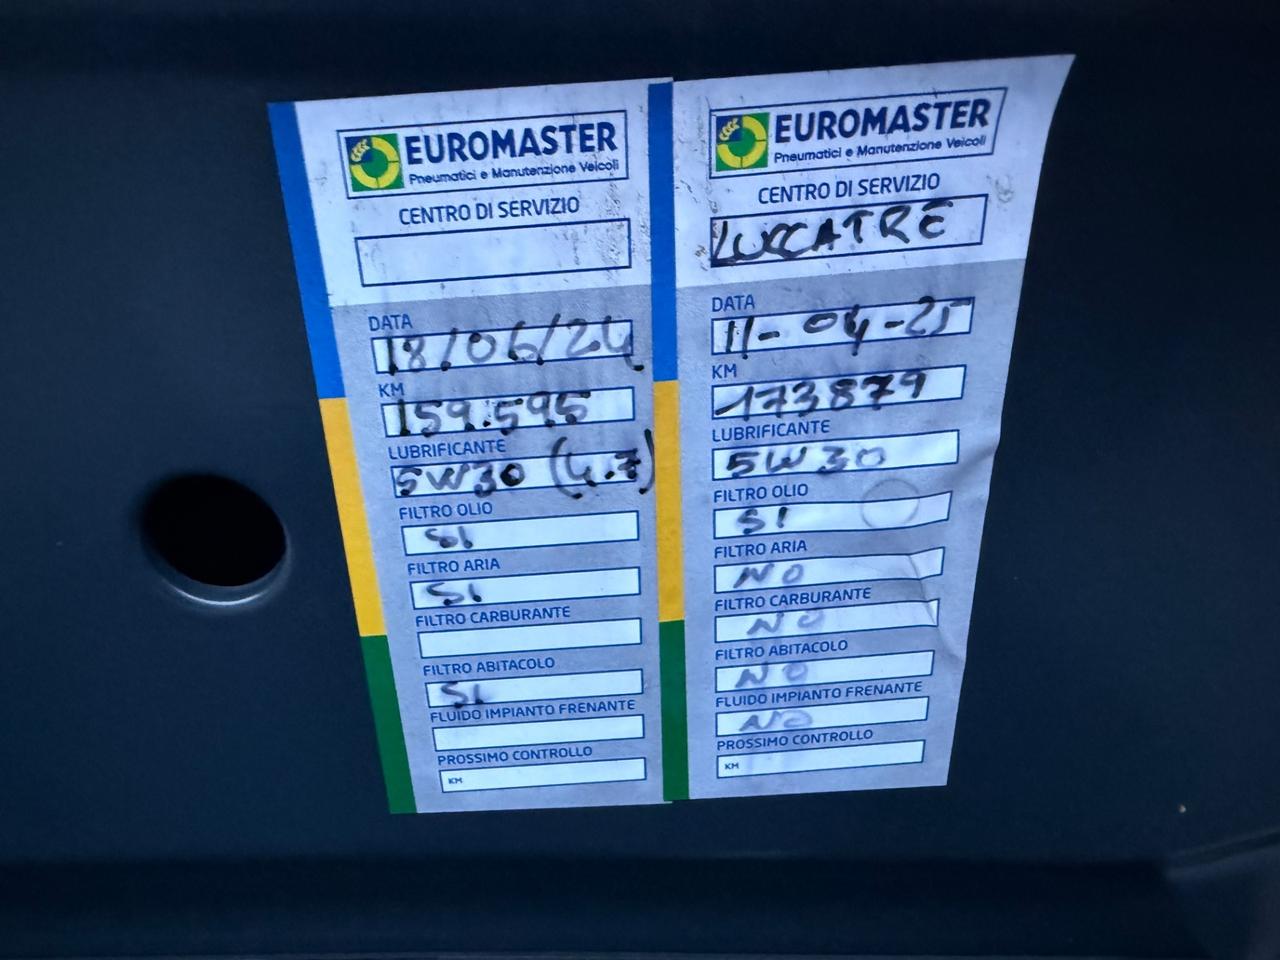 EUROMASTER
Pneumatici e Manutenzione Veicoli
CENTRO DI SERVIZIO
DATA
18/06/24
KM
159.595
LUBRIFICANTE
5W30 (4.7)
FILTRO OLIO
SI
FILTRO ARIA
SI
FILTRO CARBURANTE
FILTRO ABITACOLO
SI
FLUIDO IMPIANTO FRENANTE
PROSSIMO CONTROLLO
KM
EUROMASTER
Pneumatici e Manutenzione Veicoli
CENTRO DI SERVIZIO
LUCCATRE
DATA
11-04-25
KM
173879
LUBRIFICANTE
5W30
FILTRO OLIO
SI
FILTRO ARIA
NO
FILTRO CARBURANTE
NO
FILTRO ABITACOLO
NO
FLUIDO IMPIANTO FRENANTE
NO
PROSSIMO CONTROLLO
KM